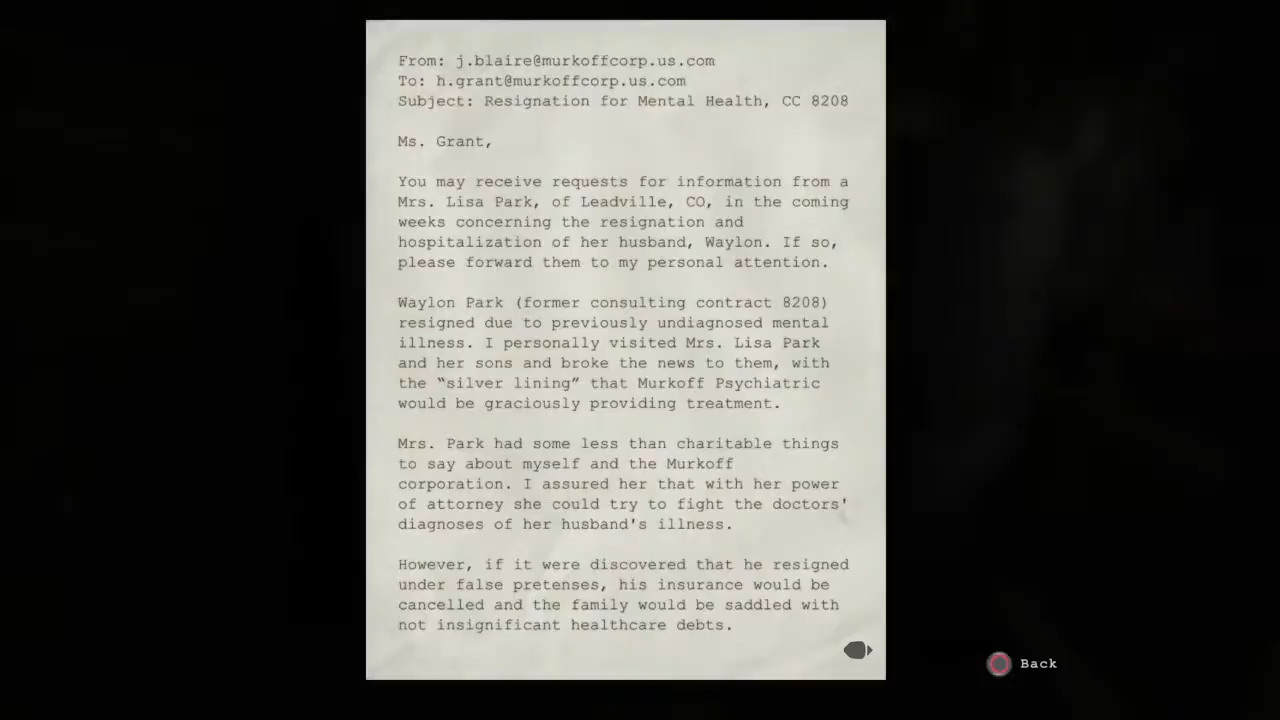 From: j.blaire@murkoffcorp.us.com
To: h.grant@murkoffcorp.us.com
Subject: Resignation for Mental Health, CC 8208
Ms. Grant,
You may receive requests for information from a
Mrs. Lisa Park, of Leadville, CO, in the coming
weeks concerning the resignation and
hospitalization of her husband, Waylon. If so,
please forward them to my personal attention.
Waylon Park (former consulting contract 8208)
resigned due to previously undiagnosed mental
illness. I personally visited Mrs. Lisa Park
and her sons and broke the news to them, with
the “silver lining” that Murkoff Psychiatric
would be graciously providing treatment.
Mrs. Park had some less than charitable things
to say about myself and the Murkoff
corporation. I assured her that with her power
of attorney she could try to fight the doctors'
diagnoses of her husband's illness.
However, if it were discovered that he resigned
under false pretenses, his insurance would be
cancelled and the family would be saddled with
not insignificant healthcare debts.
Back